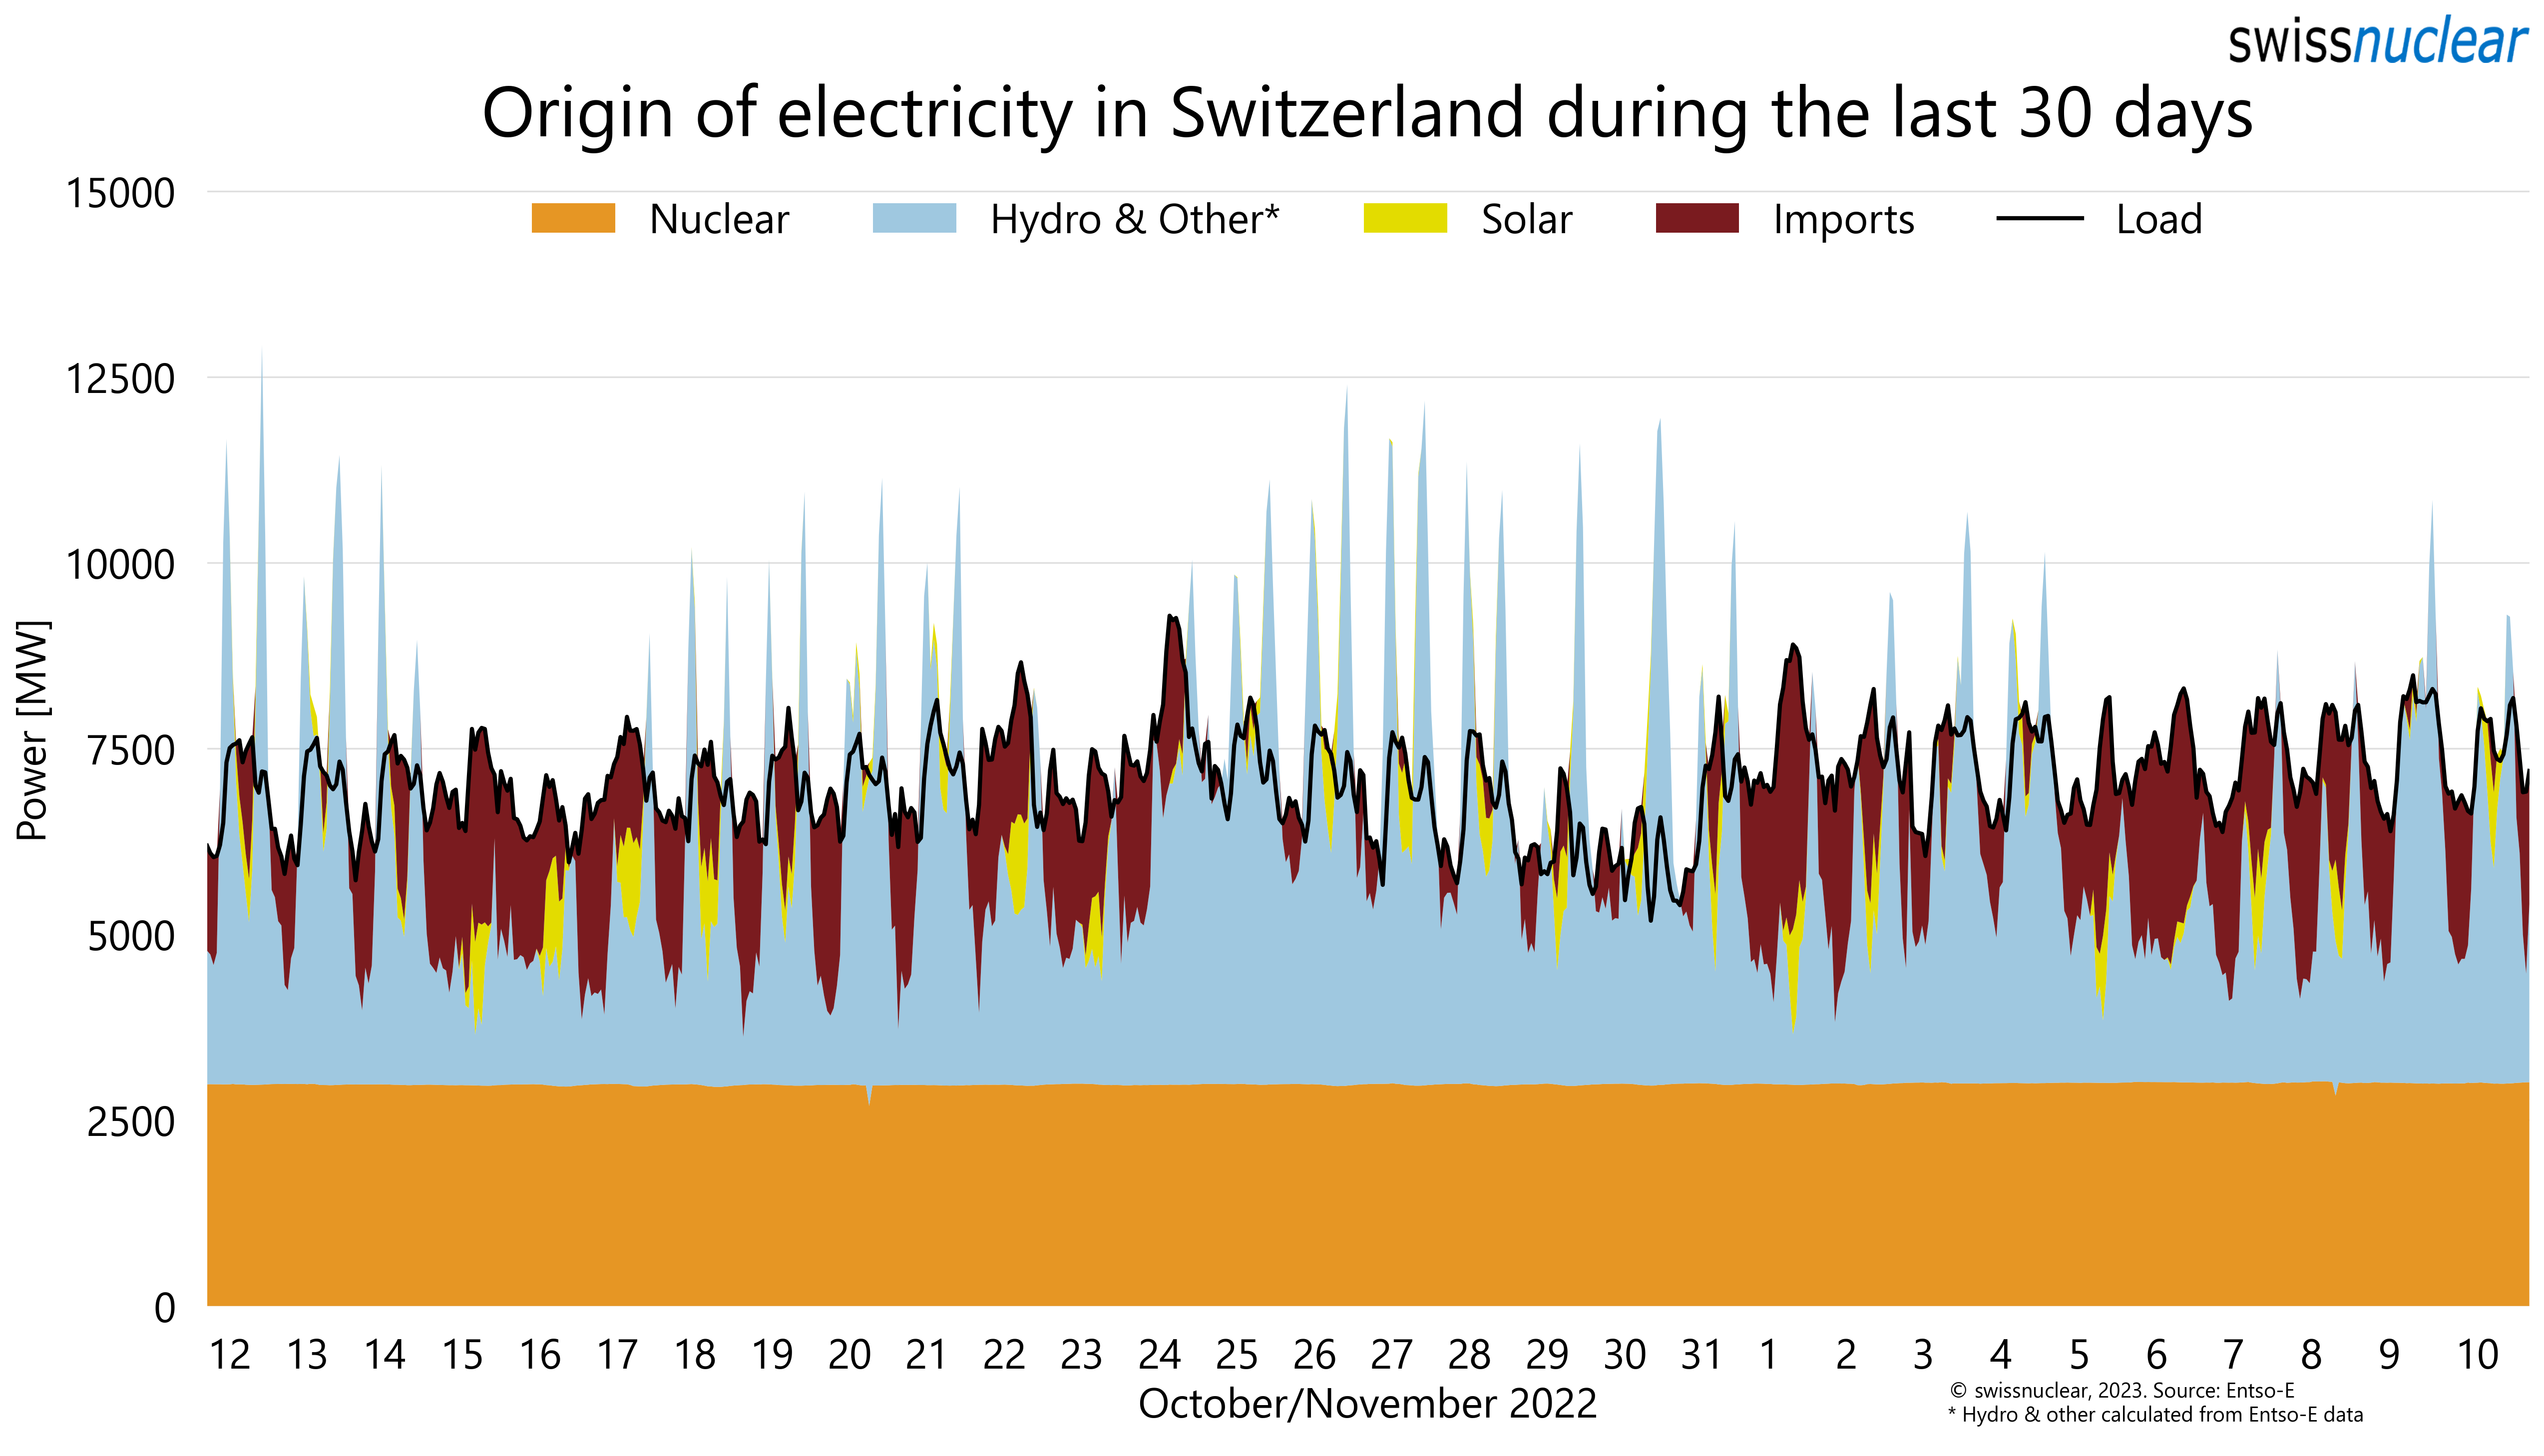 swissnuclear
Origin of electricity in Switzerland during the last 30 days
15000
Nuclear Hydro & Other* Solar Imports Load
12500
10000
7500
5000
2500
0
Power [MW]
12 13 14 15 16 17 18 19 20 21 22 23 24 25 26 27 28 29 30 31 1 2 3 4 5 6 7 8 9 10
October/November 2022
© swissnuclear, 2023. Source: Entso-E
* Hydro & other calculated from Entso-E data